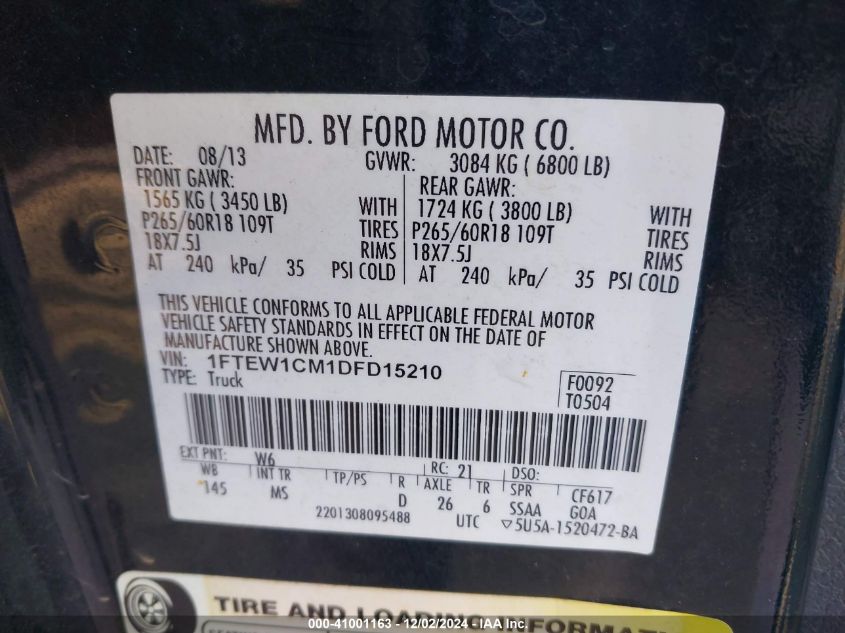 MFD. BY FORD MOTOR CO.
DATE: 08/13 GVWR: 3084 KG ( 6800 LB)
FRONT GAWR: REAR GAWR:
1565 KG ( 3450 LB) WITH 1724 KG ( 3800 LB) WITH
P265/60R18 109T TIRES P265/60R18 109T TIRES
18X7.5J RIMS 18X7.5J RIMS
AT 240 kPa/ 35 PSI COLD AT 240 kPa/ 35 PSI COLD
THIS VEHICLE CONFORMS TO ALL APPLICABLE FEDERAL MOTOR
VEHICLE SAFETY STANDARDS IN EFFECT ON THE DATE OF
MANUFACTURE SHOWN ABOVE.
VIN: 1FTEW1CM1DFD15210
TYPE: Truck
F0092
T0504
EXT PNT: W6 RC: 21 DSO:
WB INT TR TP/PS R AXLE TR SPR CF617
145 MS D 26 6 SSAA GOA
2201308095488 UTC ▽5U5A-1520472-BA
TIRE AND LOADING INFORMATI
000-41001163 - 12/02/2024 - IAA Inc.